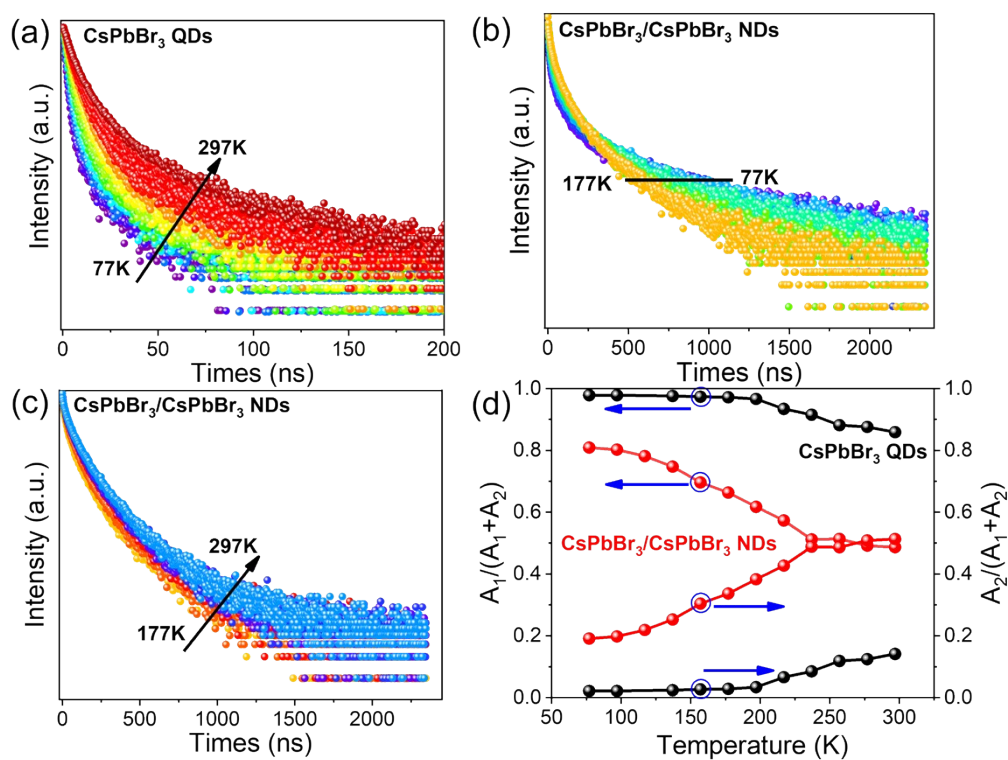 (a)
CsPbBr₃ QDs
297K
77K
Intensity (a.u.)
0 50 100 150 200
Times (ns)
(b)
CsPbBr₃/CsPbBr₃ NDs
177K
77K
Intensity (a.u.)
0 500 1000 1500 2000
Times (ns)
(c)
CsPbBr₃/CsPbBr₃ NDs
297K
177K
Intensity (a.u.)
0 500 1000 1500 2000
Times (ns)
(d)
CsPbBr₃ QDs
CsPbBr₃/CsPbBr₃ NDs
A₁/(A₁+A₂)
1.0
0.8
0.6
0.4
0.2
0.0
A₂/(A₁+A₂)
1.0
0.8
0.6
0.4
0.2
0.0
50 100 150 200 250 300
Temperature (K)